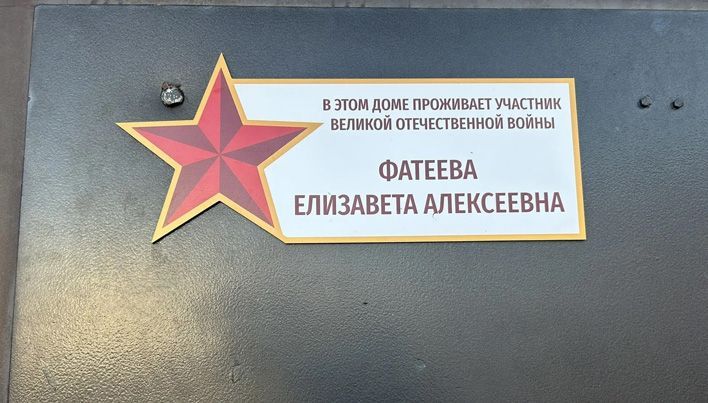 В ЭТОМ ДОМЕ ПРОЖИВАЕТ УЧАСТНИК
ВЕЛИКОЙ ОТЕЧЕСТВЕННОЙ ВОЙНЫ
ФАТЕЕВА
ЕЛИЗАВЕТА АЛЕКСЕЕВНА